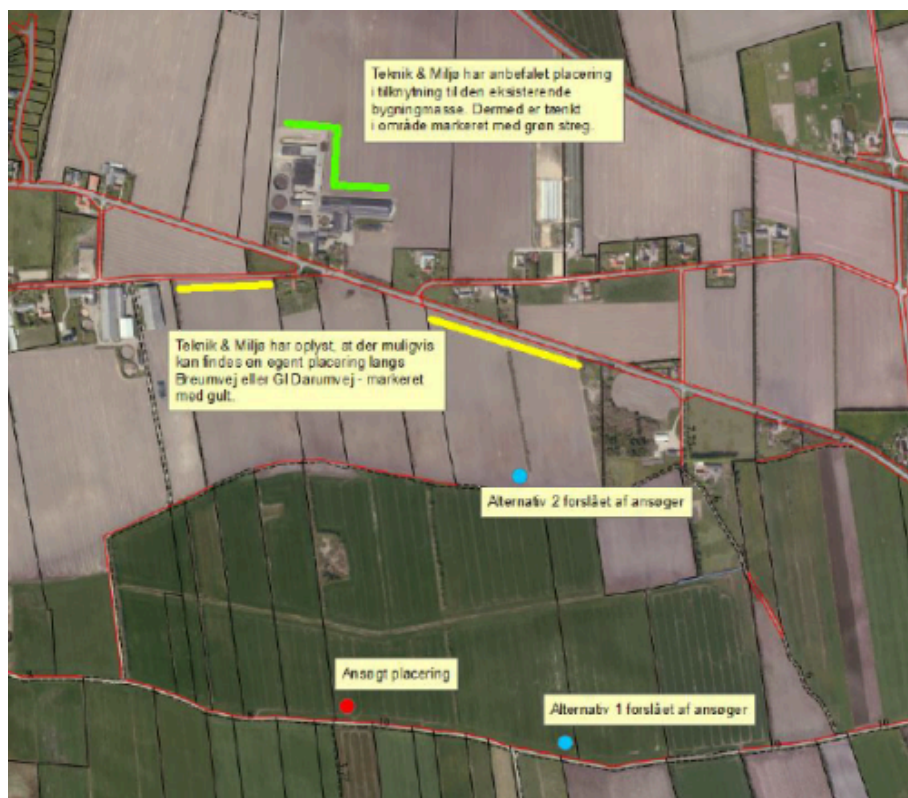 Teknik & Miljø har anbefalet placering
i tilknytning til den eksisterende
bygningmasse. Dermed er tænkt
i område markeret med grøn streg.
Teknik & Miljø har oplyst, at der muligvis
kan findes en egent placering langs
Breumvej eller Gl Darumvej - markeret
med gult.
Alternativ 2 forslået af ansøger
Ansøgt placering
Alternativ 1 forslået af ansøger